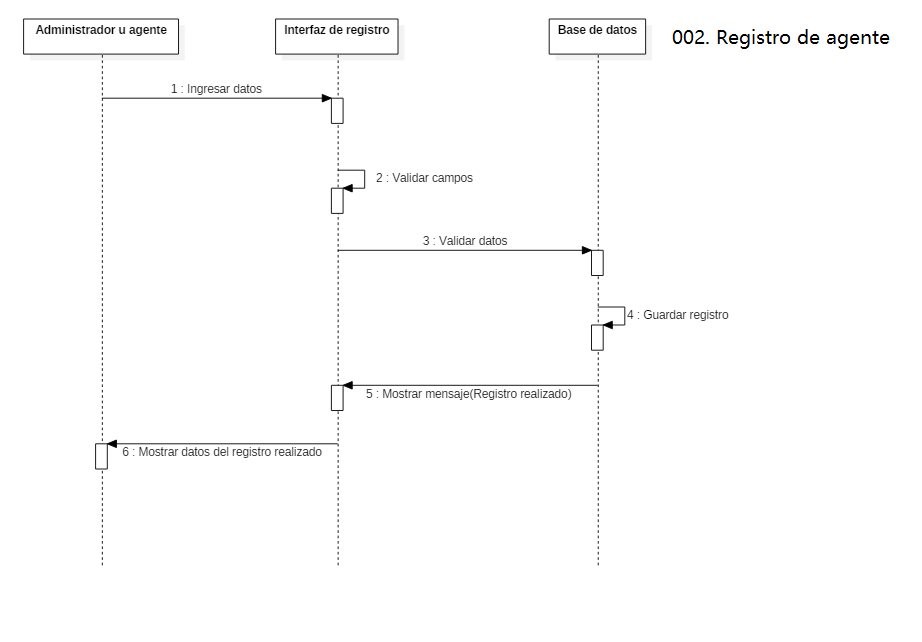 Administrador u agente
Interfaz de registro
Base de datos
002. Registro de agente
1 : Ingresar datos
2 : Validar campos
3 : Validar datos
4 : Guardar registro
5 : Mostrar mensaje(Registro realizado)
6 : Mostrar datos del registro realizado